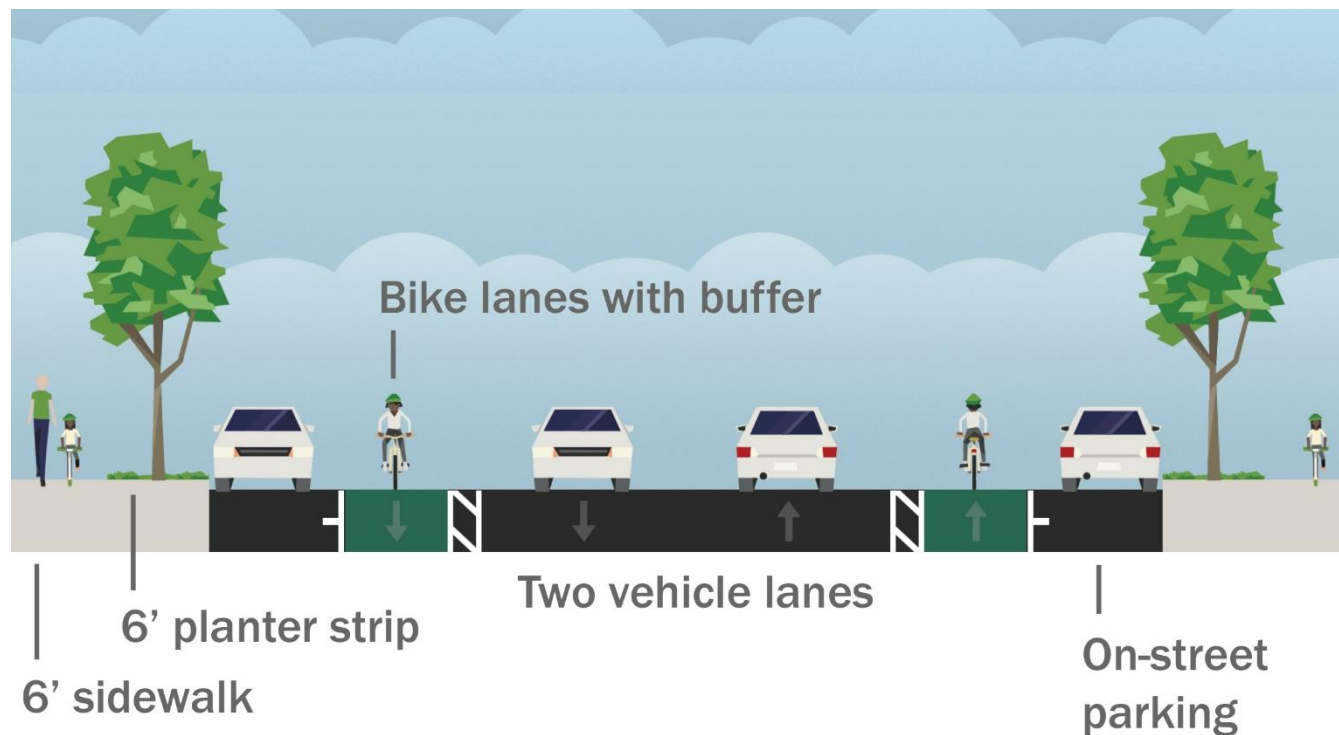 Bike lanes with buffer
Two vehicle lanes
6’ planter strip
On-street
parking
6’ sidewalk